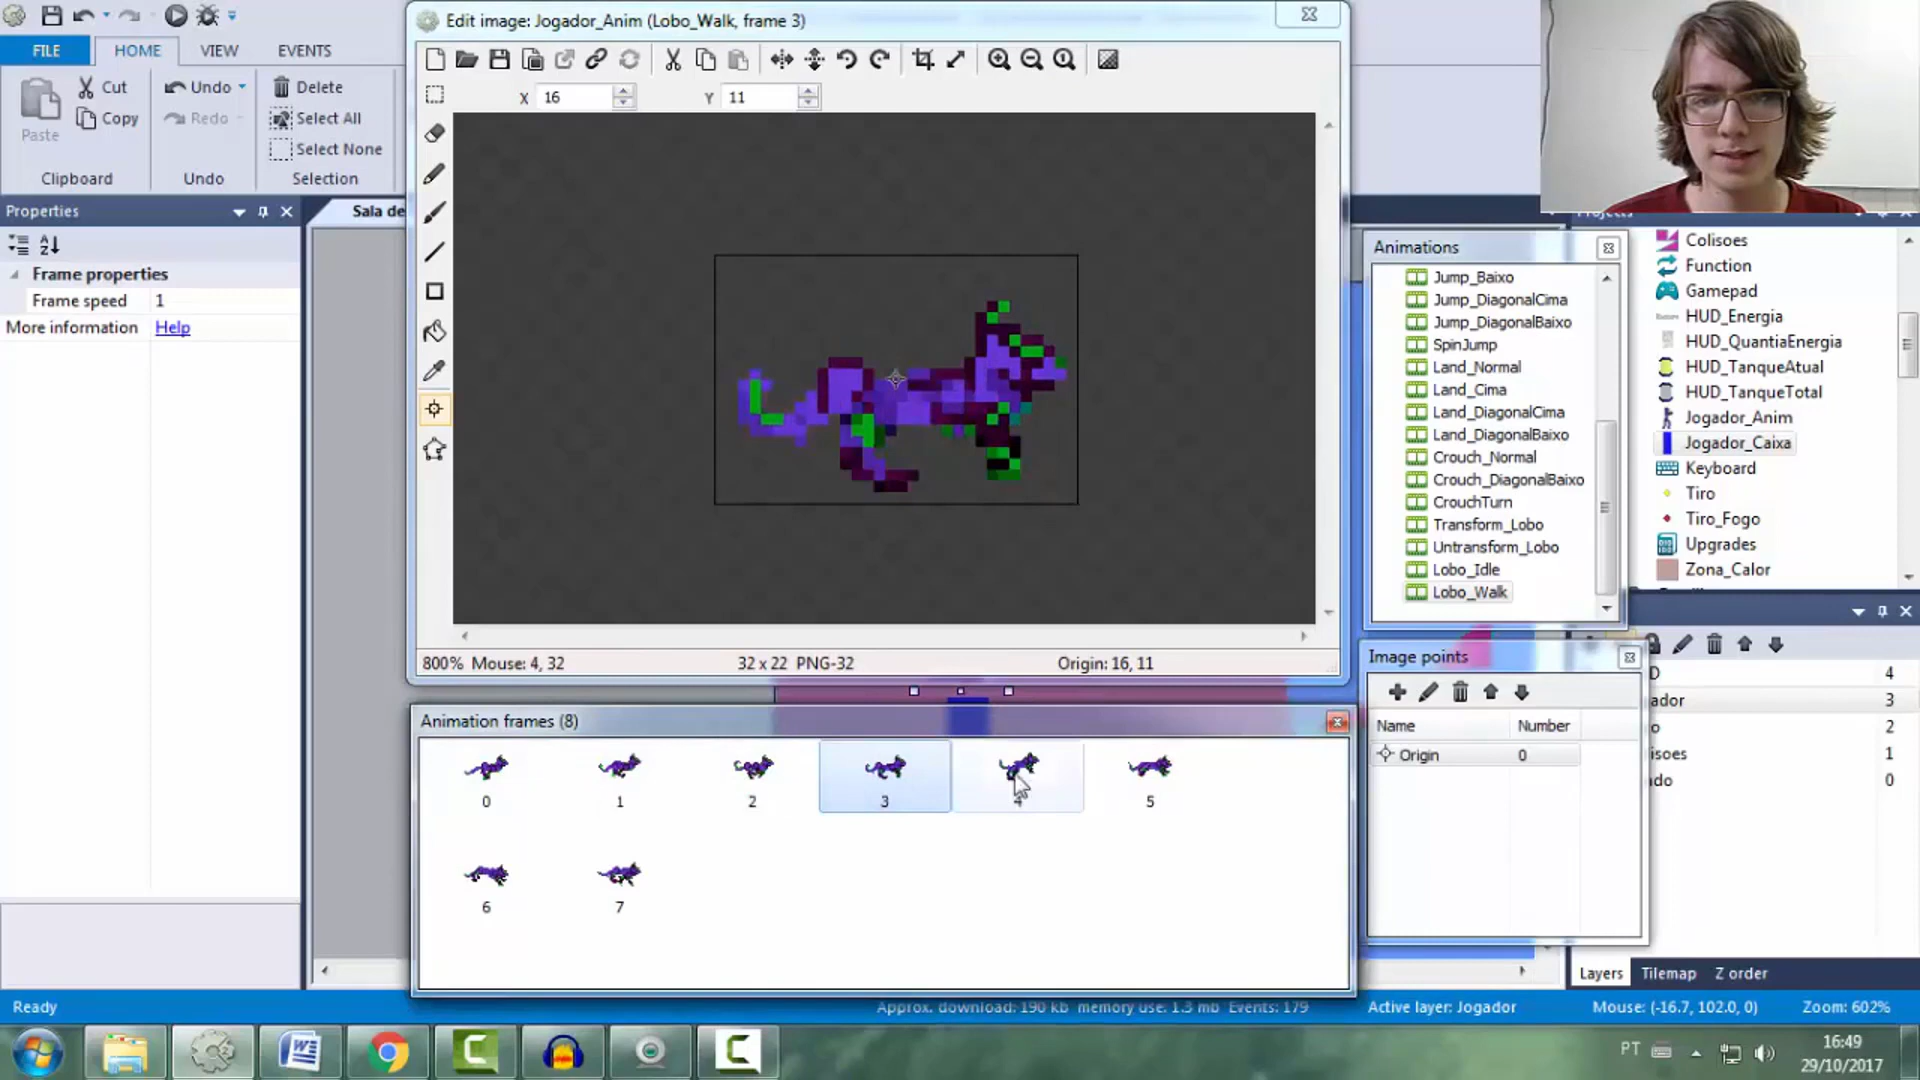 Edit image: Jogador_Anim (Lobo_Walk, frame 3)
FILE
HOME
VIEW
EVENTS
Paste
Cut
Copy
Clipboard
Undo
Redo
Undo
Delete
Select All
Select None
Selection
X 16
Y 11
Properties
Frame properties
Frame speed 1
More information Help
Sala de
800% Mouse: 4, 32
32 x 22 PNG-32
Origin: 16, 11
Animations
Jump_Baixo
Jump_DiagonalCima
Jump_DiagonalBaixo
SpinJump
Land_Normal
Land_Cima
Land_DiagonalCima
Land_DiagonalBaixo
Crouch_Normal
Crouch_DiagonalBaixo
CrouchTurn
Transform_Lobo
Untransform_Lobo
Lobo_Idle
Lobo_Walk
Projects
Colisoes
Function
Gamepad
HUD_Energia
HUD_QuantiaEnergia
HUD_TanqueAtual
HUD_TanqueTotal
Jogador_Anim
Jogador_Caixa
Keyboard
Tiro
Tiro_Fogo
Upgrades
Zona_Calor
Image points
Name Number
Origin 0
D 4
ador 3
o 2
isoes 1
do 0
Layers Tilemap Z order
Animation frames (8)
0
1
2
3
4
5
6
7
Ready
Approx. download: 190 kb memory use: 1.3 mb Events: 179
Active layer: Jogador
Mouse: (-16.7, 102.0, 0)
Zoom: 602%
PT
16:49
29/10/2017